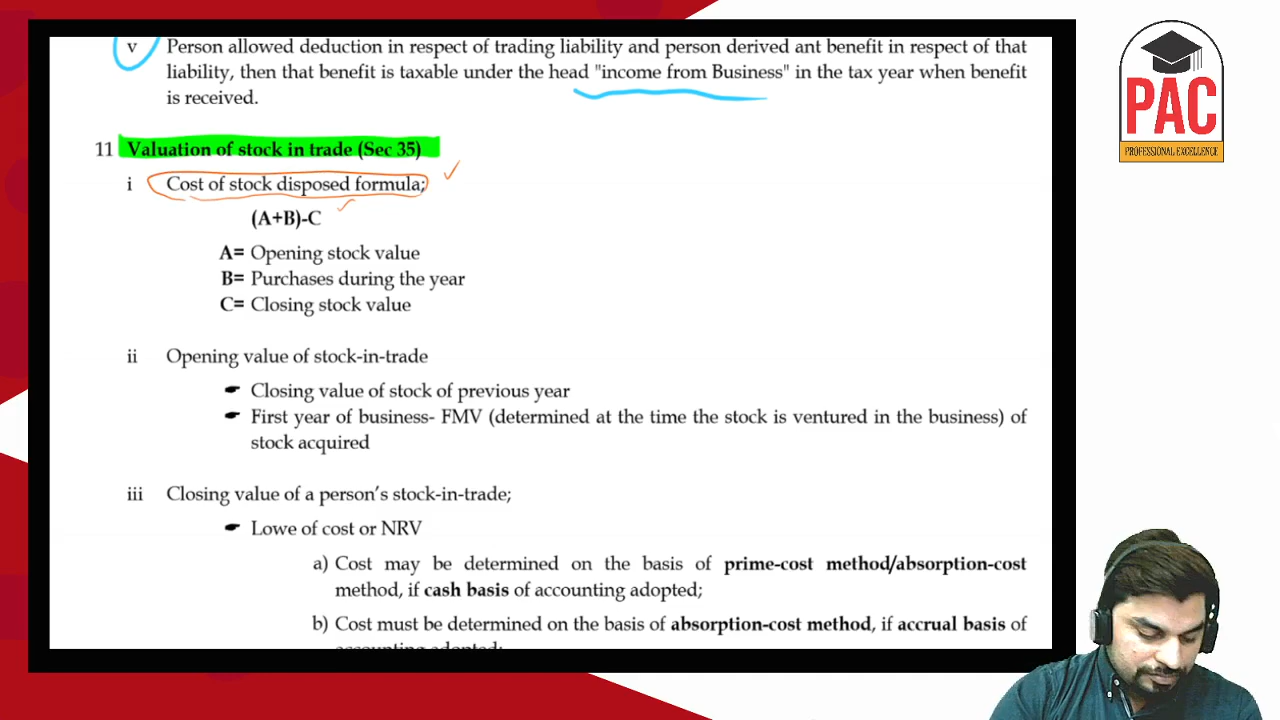 v Person allowed deduction in respect of trading liability and person derived ant benefit in respect of that
liability, then that benefit is taxable under the head "income from Business" in the tax year when benefit
is received.
11 Valuation of stock in trade (Sec 35)
i Cost of stock disposed formula;
(A+B)-C
A= Opening stock value
B= Purchases during the year
C= Closing stock value
ii Opening value of stock-in-trade
Closing value of stock of previous year
First year of business- FMV (determined at the time the stock is ventured in the business) of
stock acquired
iii Closing value of a person's stock-in-trade;
Lowe of cost or NRV
a) Cost may be determined on the basis of prime-cost method/absorption-cost
method, if cash basis of accounting adopted;
b) Cost must be determined on the basis of absorption-cost method, if accrual basis of
accounting adopted;
PAC
PROFESSIONAL EXCELLENCE